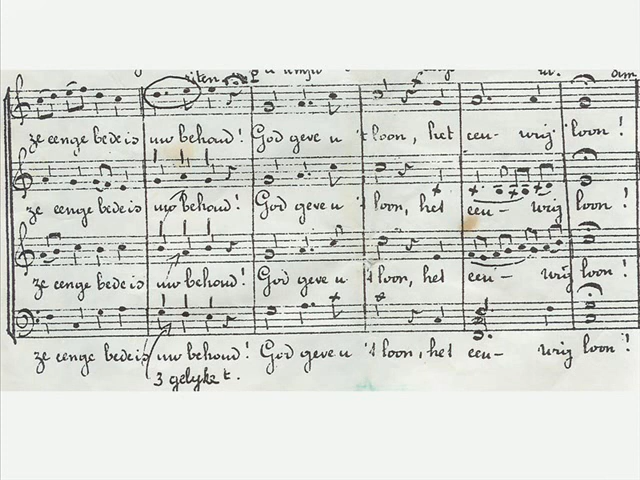 riten
ze eenge bede is uw behoud! God geve u 't loon, het eeu- wig loon!
ze eenge bede is uw behoud! God geve u 't loon, het eeu- wig loon!
ze eenge bede is uw behoud! God geve u 't loon, het eeu- wig loon!
ze eenge bede is uw behoud! God geve u 't loon, het eeu- wig loon!
3 gelyke t.